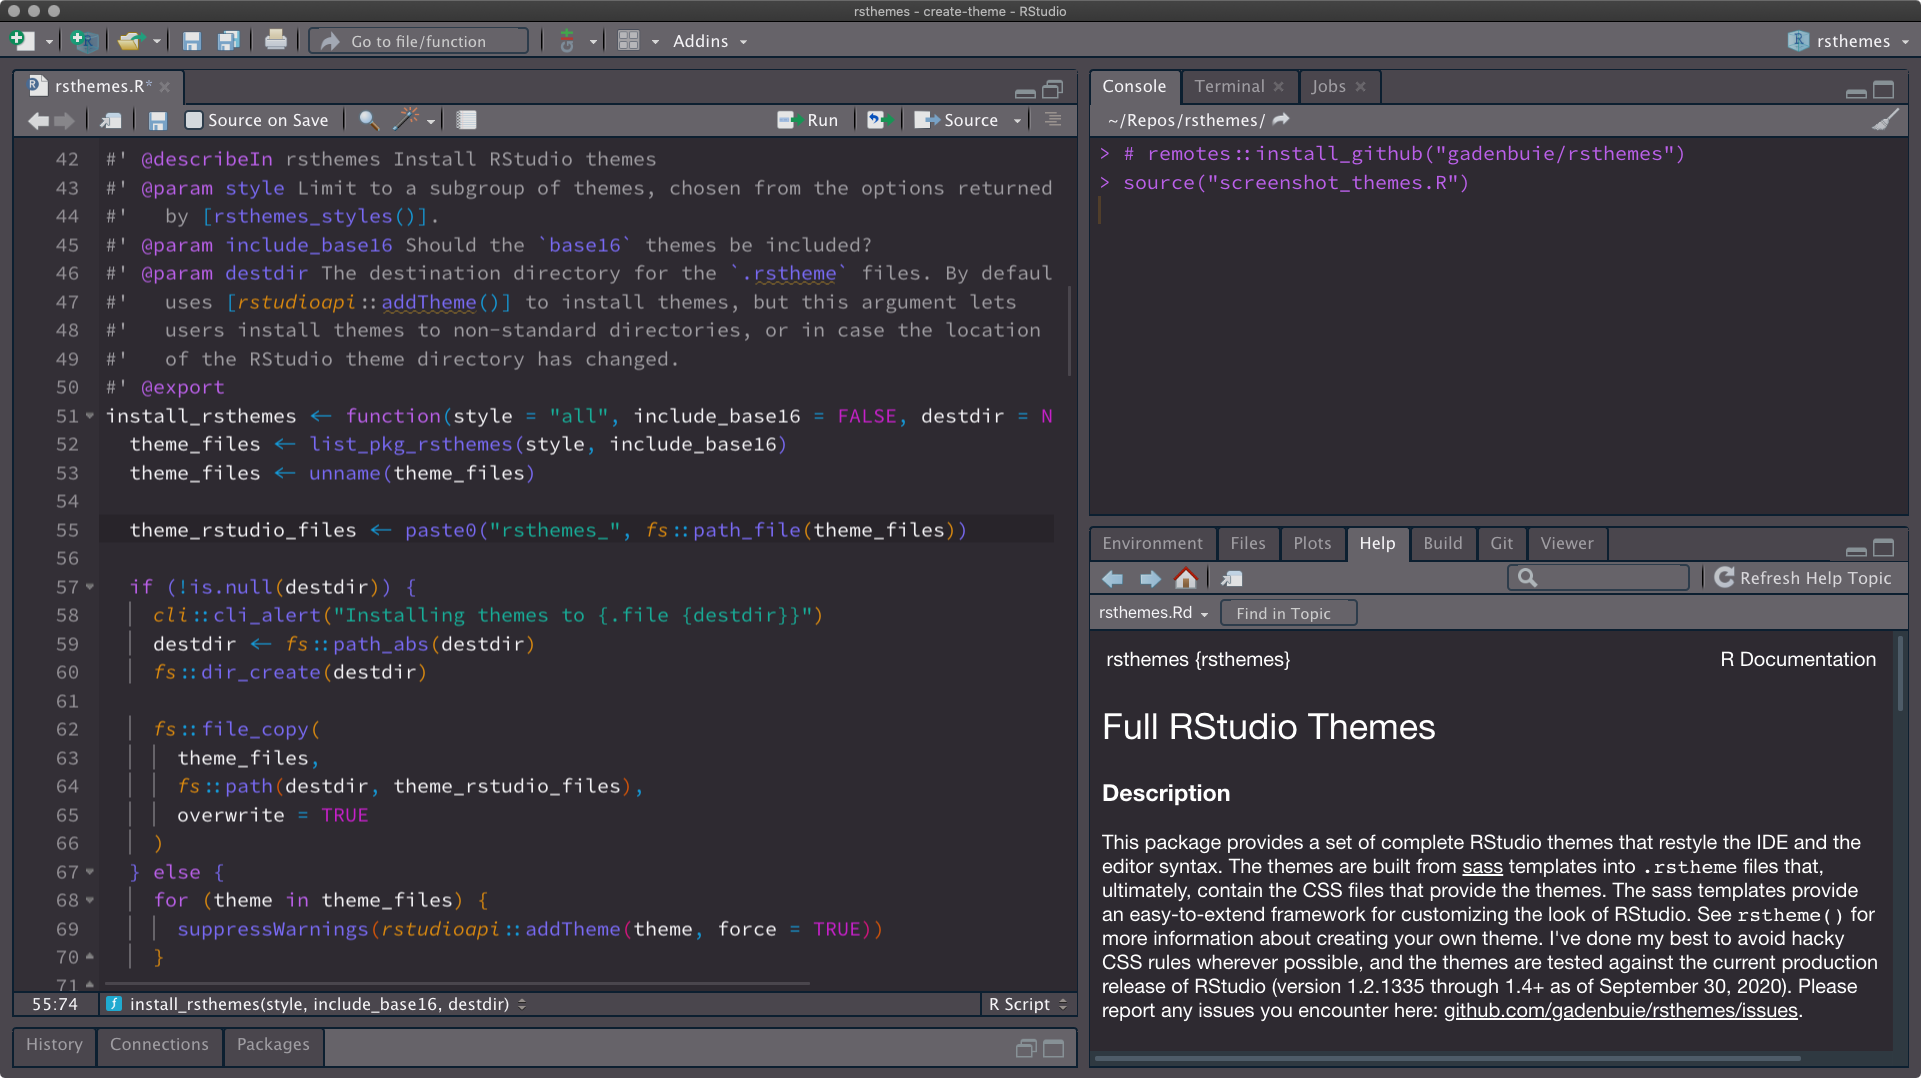 rsthemes - create-theme - RStudio
Go to file/function
Addins
rsthemes
rsthemes.R*
Source on Save
Run
Source
42 #' @describeIn rsthemes Install RStudio themes
43 #' @param style Limit to a subgroup of themes, chosen from the options returned
44 #'   by [rsthemes_styles()].
45 #' @param include_base16 Should the `base16` themes be included?
46 #' @param destdir The destination directory for the `.rstheme` files. By defaul
47 #'   uses [rstudioapi::addTheme()] to install themes, but this argument lets
48 #'   users install themes to non-standard directories, or in case the location
49 #'   of the RStudio theme directory has changed.
50 #' @export
51 install_rsthemes <- function(style = "all", include_base16 = FALSE, destdir = N
52   theme_files <- list_pkg_rsthemes(style, include_base16)
53   theme_files <- unname(theme_files)
54
55   theme_rstudio_files <- paste0("rsthemes_", fs::path_file(theme_files))
56
57   if (!is.null(destdir)) {
58     cli::cli_alert("Installing themes to {.file {destdir}}")
59     destdir <- fs::path_abs(destdir)
60     fs::dir_create(destdir)
61
62     fs::file_copy(
63       theme_files,
64       fs::path(destdir, theme_rstudio_files),
65       overwrite = TRUE
66     )
67   } else {
68     for (theme in theme_files) {
69       suppressWarnings(rstudioapi::addTheme(theme, force = TRUE))
70     }
71
55:74 install_rsthemes(style, include_base16, destdir) R Script
History Connections Packages
Console Terminal Jobs
~/Repos/rsthemes/
> # remotes::install_github("gadenbuie/rsthemes")
> source("screenshot_themes.R")
Environment Files Plots Help Build Git Viewer
Refresh Help Topic
rsthemes.Rd Find in Topic
rsthemes {rsthemes} R Documentation
Full RStudio Themes
Description
This package provides a set of complete RStudio themes that restyle the IDE and the
editor syntax. The themes are built from sass templates into .rstheme files that,
ultimately, contain the CSS files that provide the themes. The sass templates provide
an easy-to-extend framework for customizing the look of RStudio. See rstheme() for
more information about creating your own theme. I've done my best to avoid hacky
CSS rules wherever possible, and the themes are tested against the current production
release of RStudio (version 1.2.1335 through 1.4+ as of September 30, 2020). Please
report any issues you encounter here: github.com/gadenbuie/rsthemes/issues.